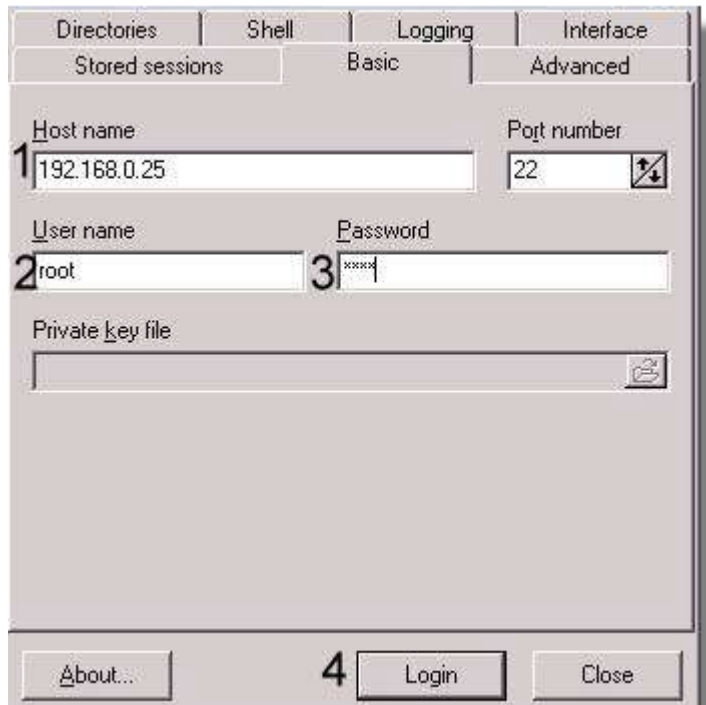 Directories Shell Logging Interface
Stored sessions Basic Advanced
Host name Port number
1 192.168.0.25 22
User name Password
2 root 3 ****
Private key file
About... 4 Login Close